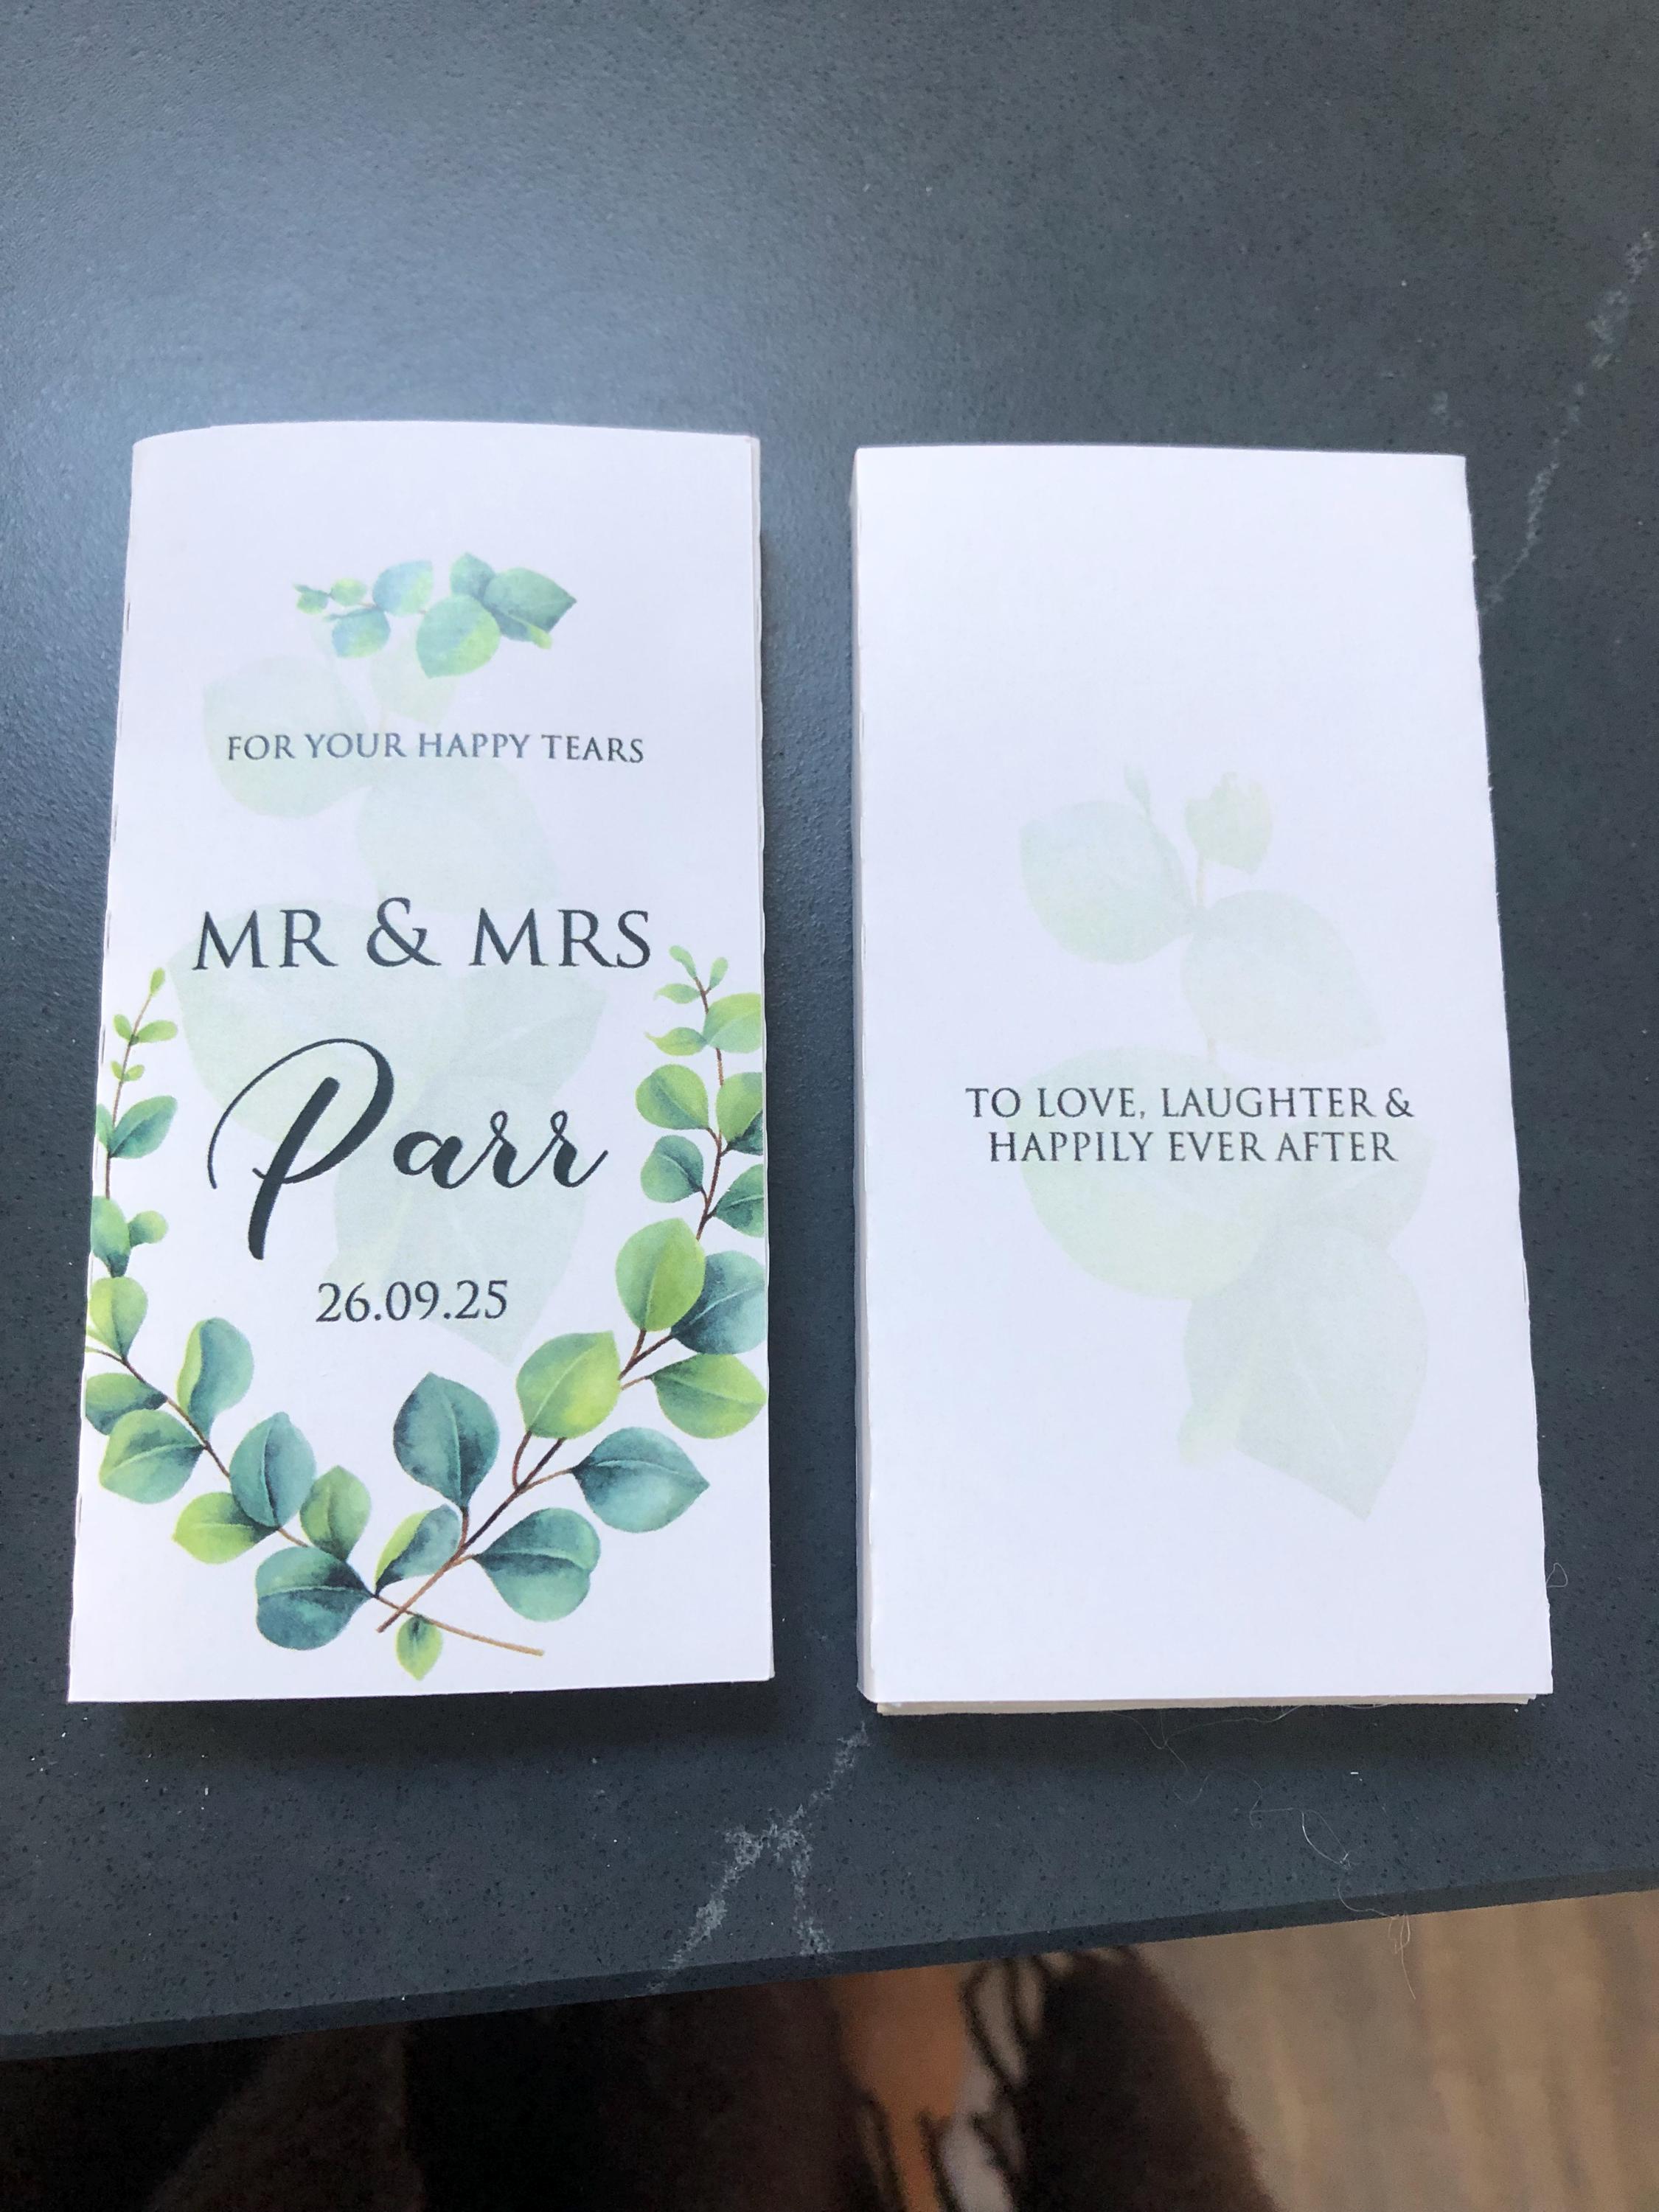 FOR YOUR HAPPY TEARS
MR & MRS
Parr
26.09.25
TO LOVE, LAUGHTER &
HAPPILY EVER AFTER